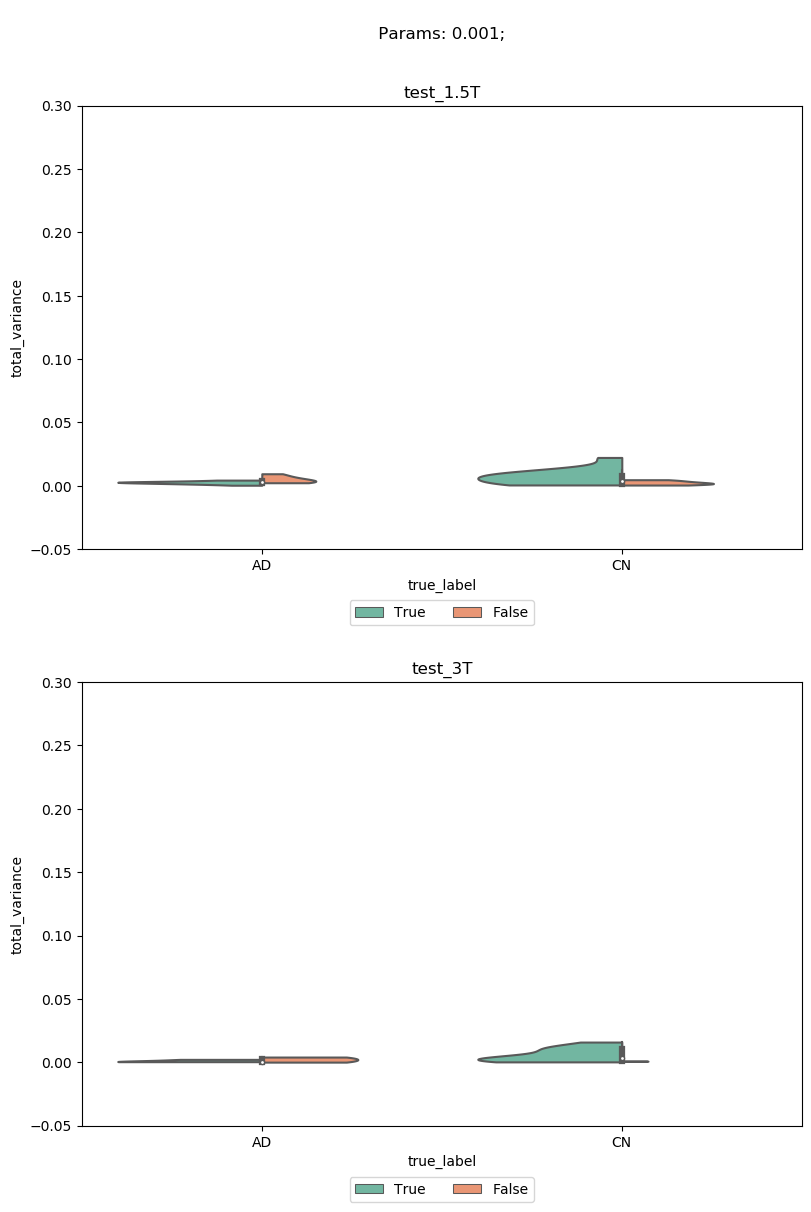 Params: 0.001;
test_1.5T
0.30
0.25
0.20
0.15
0.10
0.05
0.00
−0.05
total_variance
AD CN
true_label
True False
test_3T
0.30
0.25
0.20
0.15
0.10
0.05
0.00
−0.05
total_variance
AD CN
true_label
True False